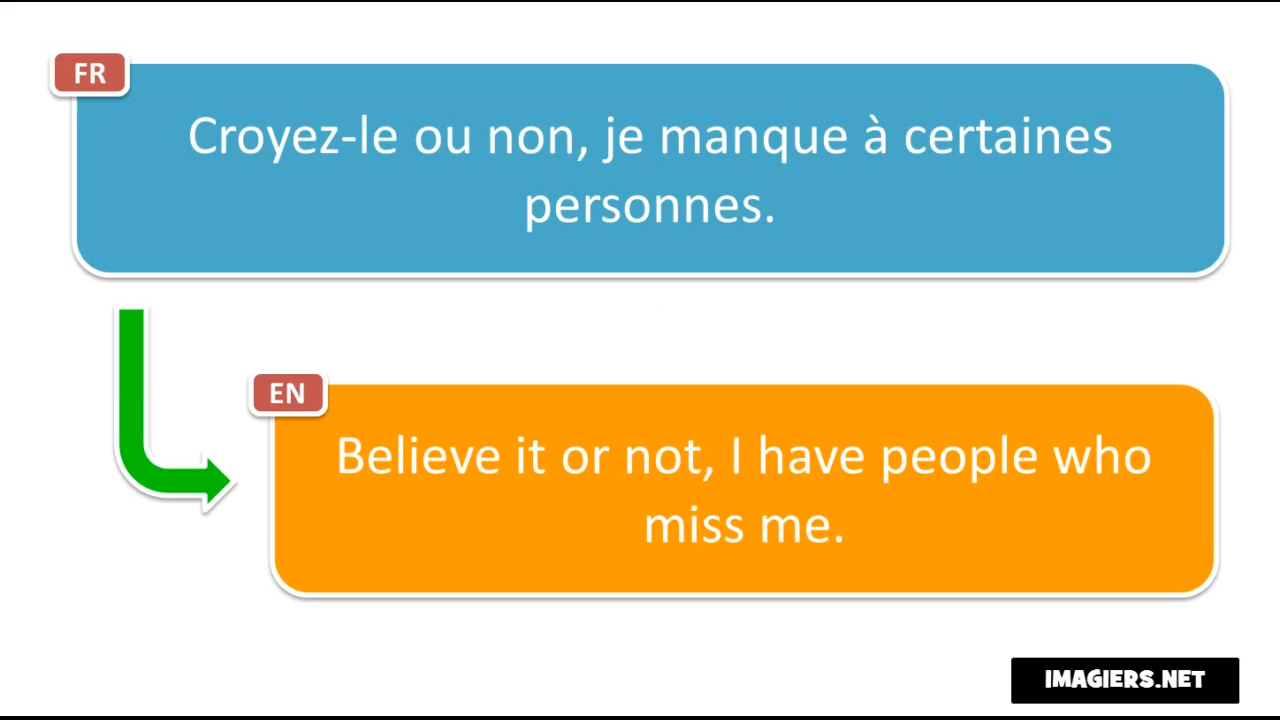 FR
Croyez-le ou non, je manque à certaines
personnes.
EN
Believe it or not, I have people who
miss me.
IMAGIERS.NET